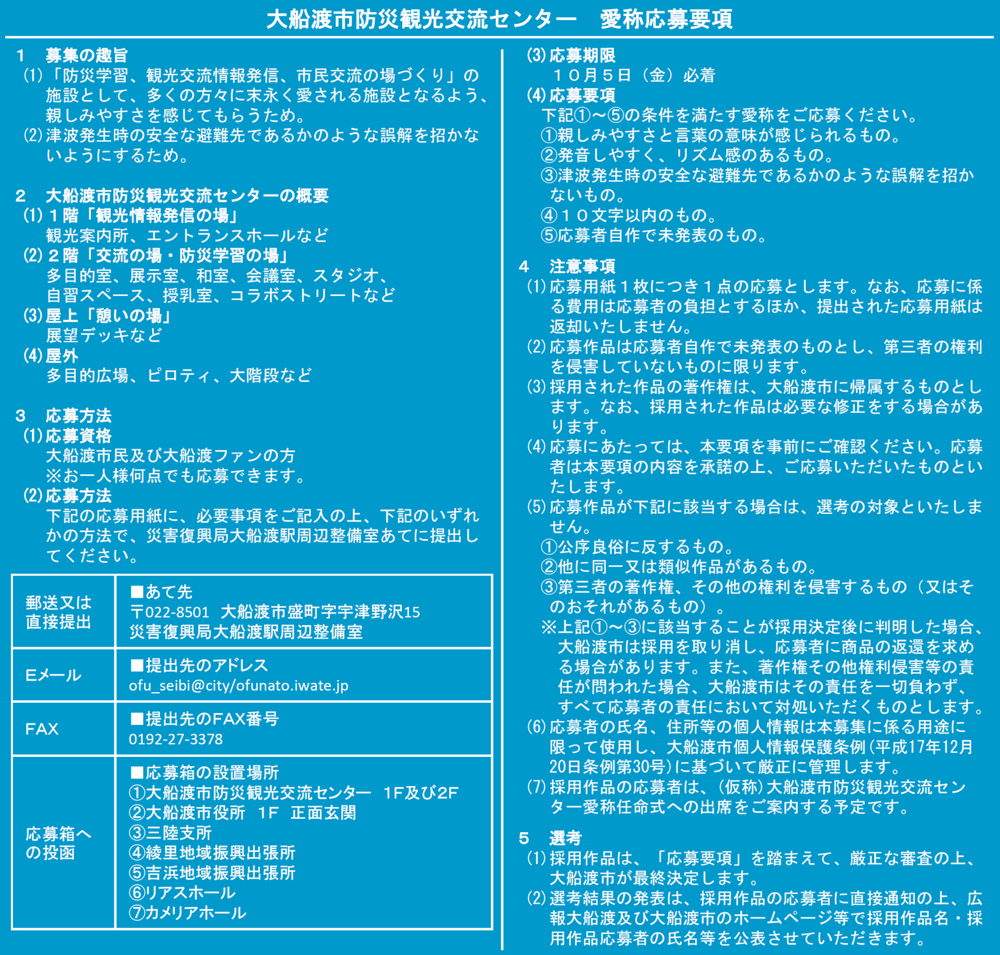 大船渡市防災観光交流センター　愛称応募要項
１　募集の趣旨
(1)「防災学習、観光交流情報発信、市民交流の場づくり」の
施設として、多くの方々に末永く愛される施設となるよう、
親しみやすさを感じてもらうため。
(2)津波発生時の安全な避難先であるかのような誤解を招かな
いようにするため。
２　大船渡市防災観光交流センターの概要
(1)１階「観光情報発信の場」
観光案内所、エントランスホールなど
(2)２階「交流の場・防災学習の場」
多目的室、展示室、和室、会議室、スタジオ、
自習スペース、授乳室、コラボストリートなど
(3)屋上「憩いの場」
展望デッキなど
(4)屋外
多目的広場、ピロティ、大階段など
３　応募方法
(1)応募資格
大船渡市民及び大船渡ファンの方
※お一人様何点でも応募できます。
(2)応募方法
下記の応募用紙に、必要事項をご記入の上、下記のいずれ
かの方法で、災害復興局大船渡駅周辺整備室あてに提出し
てください。
郵送又は
直接提出
■あて先
〒022-8501　大船渡市盛町字宇津野沢15
災害復興局大船渡駅周辺整備室
Ｅメール
■提出先のアドレス
ofu_seibi@city/ofunato.iwate.jp
FAX
■提出先のFAX番号
0192-27-3378
応募箱へ
の投函
■応募箱の設置場所
①大船渡市防災観光交流センター　1F及び2F
②大船渡市役所　1F　正面玄関
③三陸支所
④綾里地域振興出張所
⑤吉浜地域振興出張所
⑥リアスホール
⑦カメリアホール
(3)応募期限
１０月５日（金）必着
(4)応募要項
下記①～⑤の条件を満たす愛称をご応募ください。
①親しみやすさと言葉の意味が感じられるもの。
②発音しやすく、リズム感のあるもの。
③津波発生時の安全な避難先であるかのような誤解を招か
ないもの。
④１０文字以内のもの。
⑤応募者自作で未発表のもの。
４　注意事項
(1)応募用紙１枚につき１点の応募とします。なお、応募に係
る費用は応募者の負担とするほか、提出された応募用紙は
返却いたしません。
(2)応募作品は応募者自作で未発表のものとし、第三者の権利
を侵害していないものに限ります。
(3)採用された作品の著作権は、大船渡市に帰属するものとし
ます。なお、採用された作品は必要な修正をする場合があ
ります。
(4)応募にあたっては、本要項を事前にご確認ください。応募
者は本要項の内容を承諾の上、ご応募いただいたものとい
たします。
(5)応募作品が下記に該当する場合は、選考の対象といたしま
せん。
①公序良俗に反するもの。
②他に同一又は類似作品があるもの。
③第三者の著作権、その他の権利を侵害するもの（又はそ
のおそれがあるもの）。
※上記①～③に該当することが採用決定後に判明した場合、
大船渡市は採用を取り消し、応募者に商品の返還を求め
る場合があります。また、著作権その他権利侵害等の責
任が問われた場合、大船渡市はその責任を一切負わず、
すべて応募者の責任において対処いただくものとします。
(6)応募者の氏名、住所等の個人情報は本募集に係る用途に
限って使用し、大船渡市個人情報保護条例(平成17年12月
20日条例第30号)に基づいて厳正に管理します。
(7)採用作品の応募者は、(仮称)大船渡市防災観光交流セン
ター愛称任命式への出席をご案内する予定です。
５　選考
(1)採用作品は、「応募要項」を踏まえて、厳正な審査の上、
大船渡市が最終決定します。
(2)選考結果の発表は、採用作品の応募者に直接通知の上、広
報大船渡及び大船渡市のホームページ等で採用作品名・採
用作品応募者の氏名等を公表させていただきます。